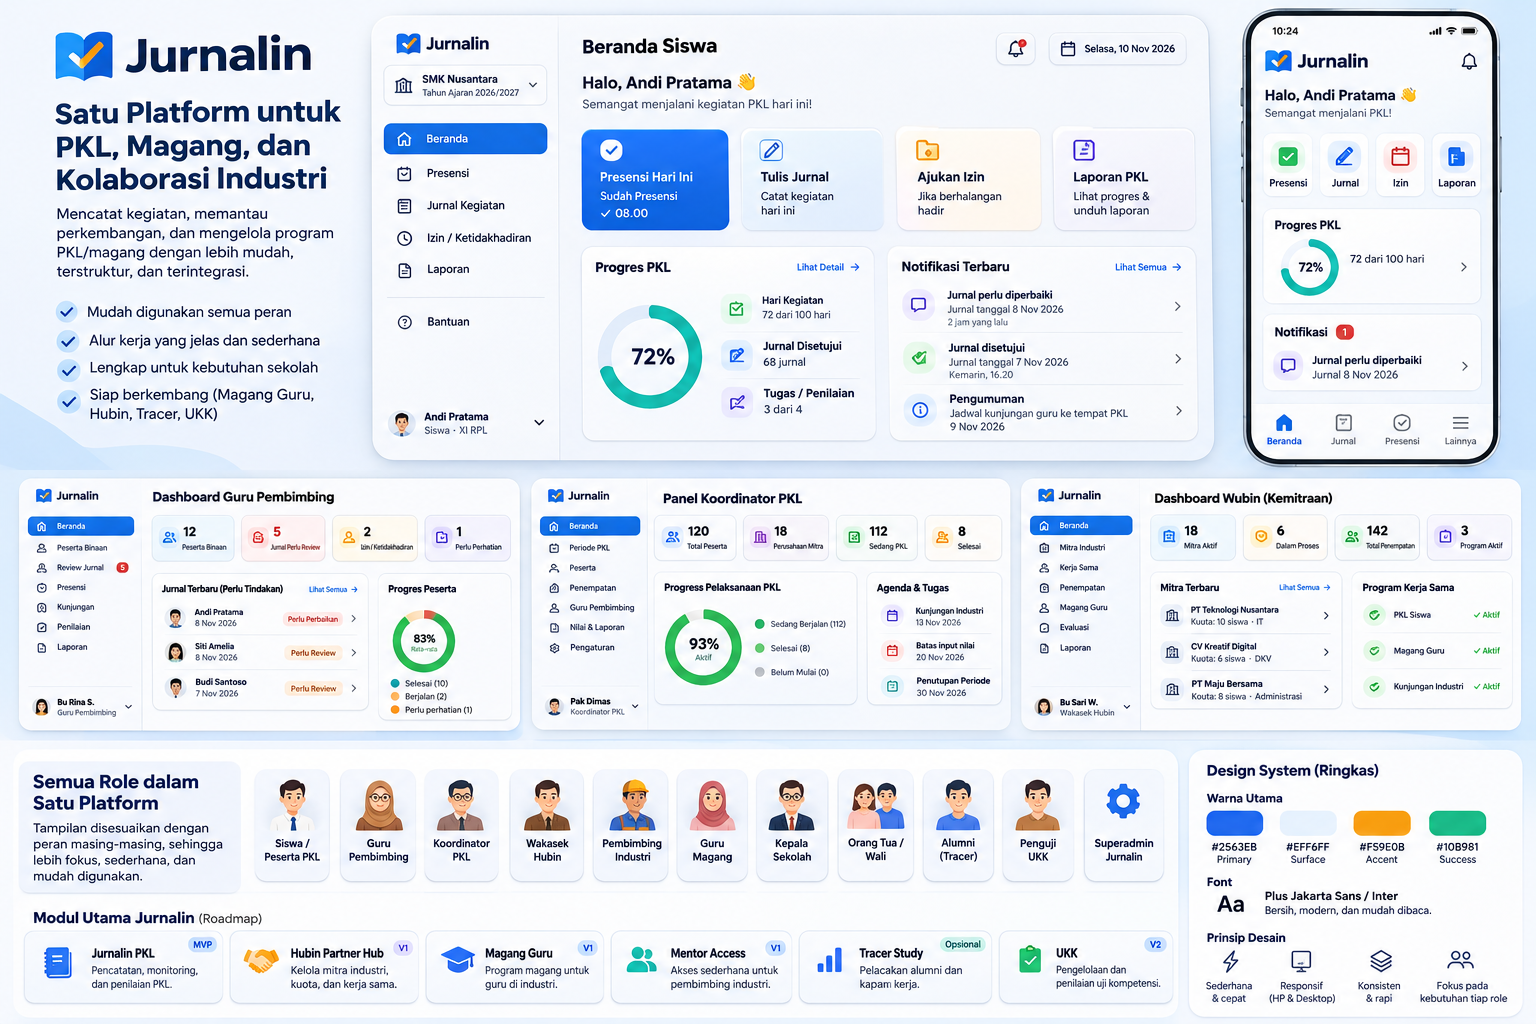 Jurnalin
Satu Platform untuk
PKL, Magang, dan
Kolaborasi Industri
Mencatat kegiatan, memantau
perkembangan, dan mengelola program
PKL/magang dengan lebih mudah,
terstruktur, dan terintegrasi.
Mudah digunakan semua peran
Alur kerja yang jelas dan sederhana
Lengkap untuk kebutuhan sekolah
Siap berkembang (Magang Guru,
Hubin, Tracer, UKK)
Jurnalin
SMK Nusantara
Tahun Ajaran 2026/2027
Beranda
Presensi
Jurnal Kegiatan
Izin / Ketidakhadiran
Laporan
Bantuan
Andi Pratama
Siswa · XI RPL
Beranda Siswa
Selasa, 10 Nov 2026
Halo, Andi Pratama 👋
Semangat menjalani kegiatan PKL hari ini!
Presensi Hari Ini
Sudah Presensi
✓ 08.00
Tulis Jurnal
Catat kegiatan
hari ini
Ajukan Izin
Jika berhalangan
hadir
Laporan PKL
Lihat progres &
unduh laporan
Progres PKL
Lihat Detail →
72%
Hari Kegiatan
72 dari 100 hari
Jurnal Disetujui
68 jurnal
Tugas / Penilaian
3 dari 4
Notifikasi Terbaru
Lihat Semua →
Jurnal perlu diperbaiki
Jurnal tanggal 8 Nov 2026
2 jam yang lalu
Jurnal disetujui
Jurnal tanggal 7 Nov 2026
Kemarin, 16.20
Pengumuman
Jadwal kunjungan guru ke tempat PKL
9 Nov 2026
10:24
Jurnalin
Halo, Andi Pratama 👋
Semangat menjalani PKL!
Presensi
Jurnal
Izin
Laporan
Progres PKL
72%
72 dari 100 hari
Notifikasi 1
Jurnal perlu diperbaiki
Jurnal 8 Nov 2026
Beranda
Jurnal
Presensi
Lainnya
Jurnalin
Beranda
Peserta Binaan
Review Jurnal 5
Presensi
Kunjungan
Penilaian
Laporan
Bu Rina S.
Guru Pembimbing
Dashboard Guru Pembimbing
12
Peserta Binaan
5
Jurnal Perlu Review
2
Izin/Ketidakhadiran
1
Perlu Perhatian
Jurnal Terbaru (Perlu Tindakan)
Lihat Semua →
Andi Pratama
8 Nov 2026
Perlu Perbaikan
Siti Amelia
8 Nov 2026
Perlu Review
Budi Santoso
7 Nov 2026
Perlu Review
Progres Peserta
83%
Rata-rata
Selesai (10)
Berjalan (2)
Perlu perhatian (1)
Jurnalin
Beranda
Periode PKL
Peserta
Penempatan
Guru Pembimbing
Nilai & Laporan
Pengaturan
Pak Dimas
Koordinator PKL
Panel Koordinator PKL
120
Total Peserta
18
Perusahaan Mitra
112
Sedang PKL
8
Selesai
Progress Pelaksanaan PKL
93%
Aktif
Sedang Berjalan (112)
Selesai (8)
Belum Mulai (0)
Agenda & Tugas
Kunjungan Industri
13 Nov 2026
Batas input nilai
20 Nov 2026
Penutupan Periode
30 Nov 2026
Jurnalin
Beranda
Mitra Industri
Kerja Sama
Penempatan
Magang Guru
Evaluasi
Laporan
Bu Sari W.
Wakasek Hubin
Dashboard Wubin (Kemitraan)
18
Mitra Aktif
6
Dalam Proses
142
Total Penempatan
3
Program Aktif
Mitra Terbaru
Lihat Semua →
PT Teknologi Nusantara
Kuota: 10 siswa · IT
CV Kreatif Digital
Kuota: 6 siswa · DKV
PT Maju Bersama
Kuota: 8 siswa · Administrasi
Program Kerja Sama
PKL Siswa
✓ Aktif
Magang Guru
✓ Aktif
Kunjungan Industri
✓ Aktif
Semua Role dalam
Satu Platform
Tampilan disesuaikan dengan
peran masing-masing, sehingga
lebih fokus, sederhana, dan
mudah digunakan.
Siswa /
Peserta PKL
Guru
Pembimbing
Koordinator
PKL
Wakasek
Hubin
Pembimbing
Industri
Guru
Magang
Kepala
Sekolah
Orang Tua /
Wali
Alumni
(Tracer)
Penguji
UKK
Superadmin
Jurnalin
Modul Utama Jurnalin (Roadmap)
Jurnalin PKL
MVP
Pencatatan, monitoring,
dan penilaian PKL.
Hubin Partner Hub
V1
Kelola mitra industri,
kuota, dan kerja sama.
Magang Guru
V1
Program magang untuk
guru di industri.
Mentor Access
V1
Akses sederhana untuk
pembimbing industri.
Tracer Study
Opsional
Pelacakan alumni dan
kapam kerja.
UKK
V2
Pengelolaan dan
penilaian uji kompetensi.
Design System (Ringkas)
Warna Utama
#2563EB
Primary
#EFF6FF
Surface
#F59E0B
Accent
#10B981
Success
Font
Aa
Plus Jakarta Sans / Inter
Bersih, modern, dan mudah dibaca.
Prinsip Desain
Sederhana
& cepat
Responsif
(HP & Desktop)
Konsisten
& rapi
Fokus pada
kebutuhan tiap role